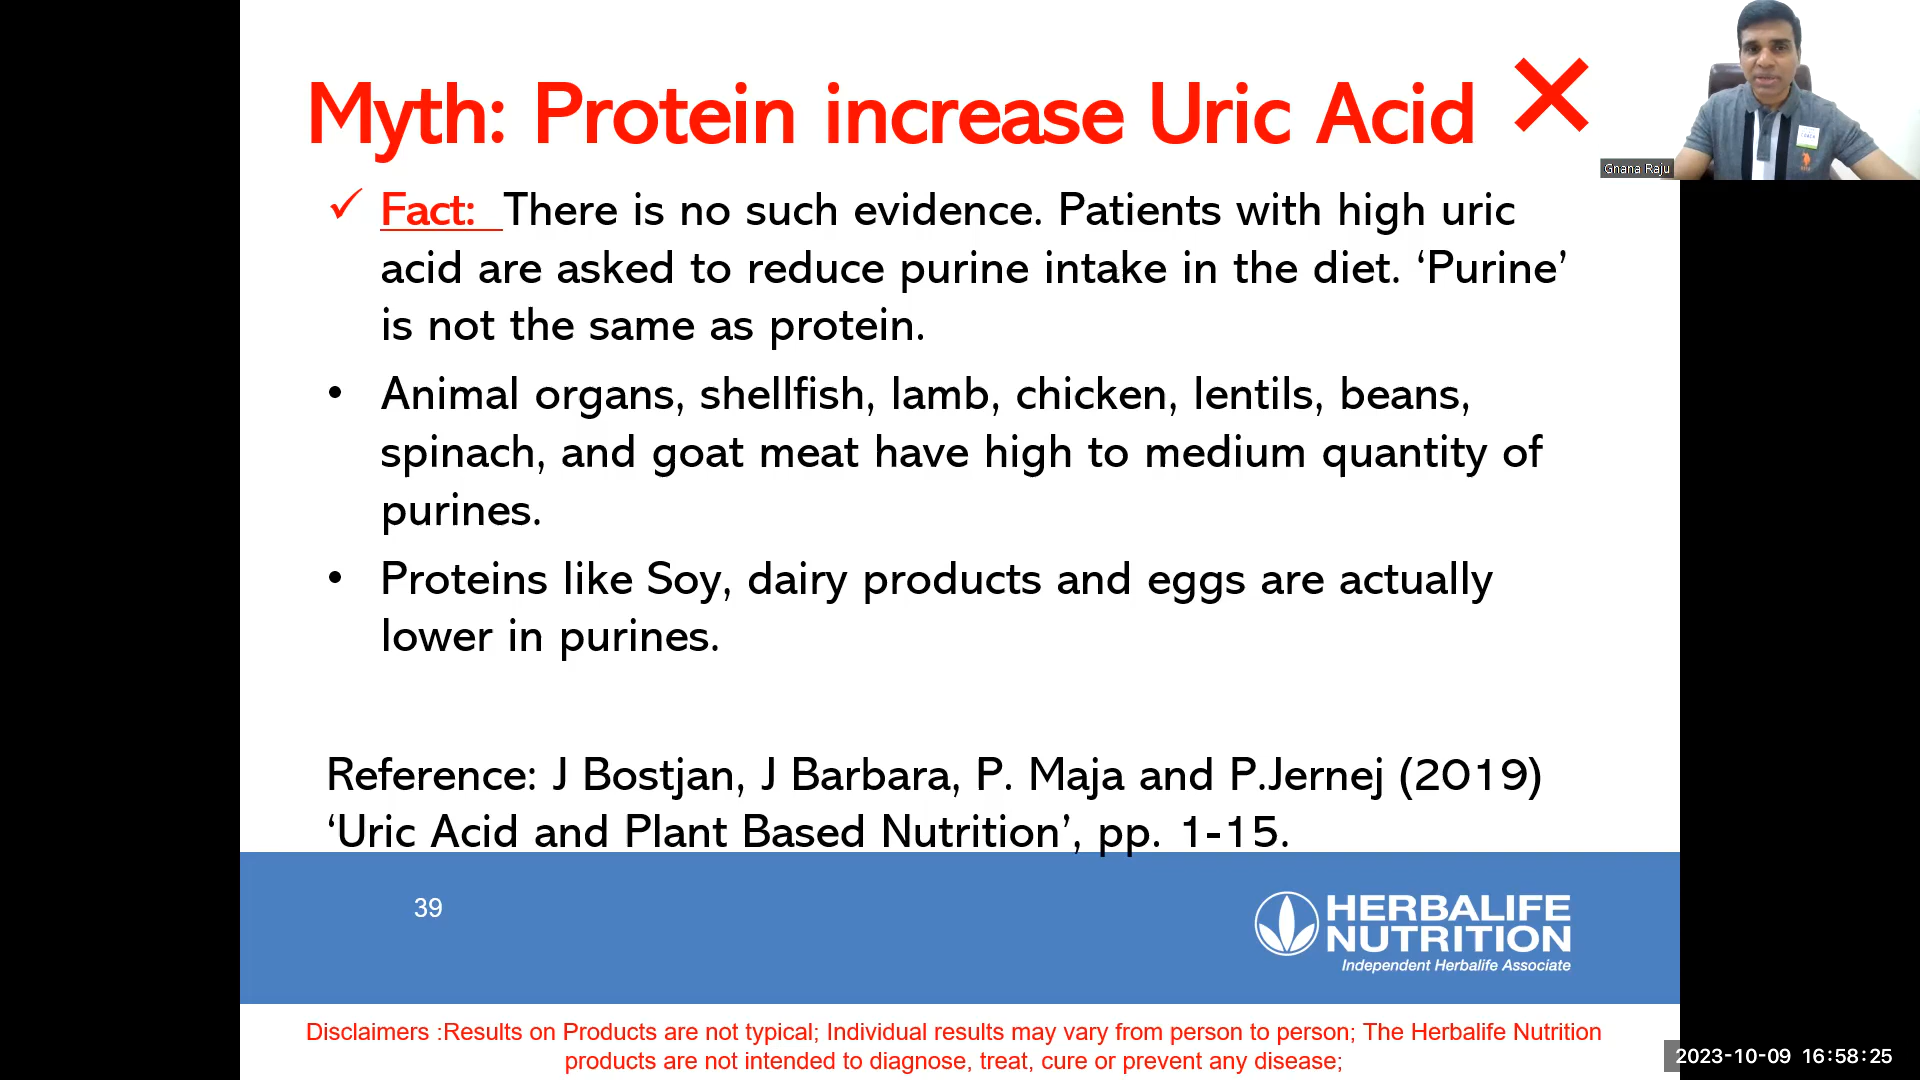 Myth: Protein increase Uric Acid
Gnana Raju
✓ Fact: There is no such evidence. Patients with high uric
acid are asked to reduce purine intake in the diet. ‘Purine’
is not the same as protein.
• Animal organs, shellfish, lamb, chicken, lentils, beans,
spinach, and goat meat have high to medium quantity of
purines.
• Proteins like Soy, dairy products and eggs are actually
lower in purines.
Reference: J Bostjan, J Barbara, P. Maja and P.Jernej (2019)
‘Uric Acid and Plant Based Nutrition’, pp. 1-15.
39
HERBALIFE
NUTRITION
Independent Herbalife Associate
Disclaimers :Results on Products are not typical; Individual results may vary from person to person; The Herbalife Nutrition
products are not intended to diagnose, treat, cure or prevent any disease;
2023-10-09 16:58:25